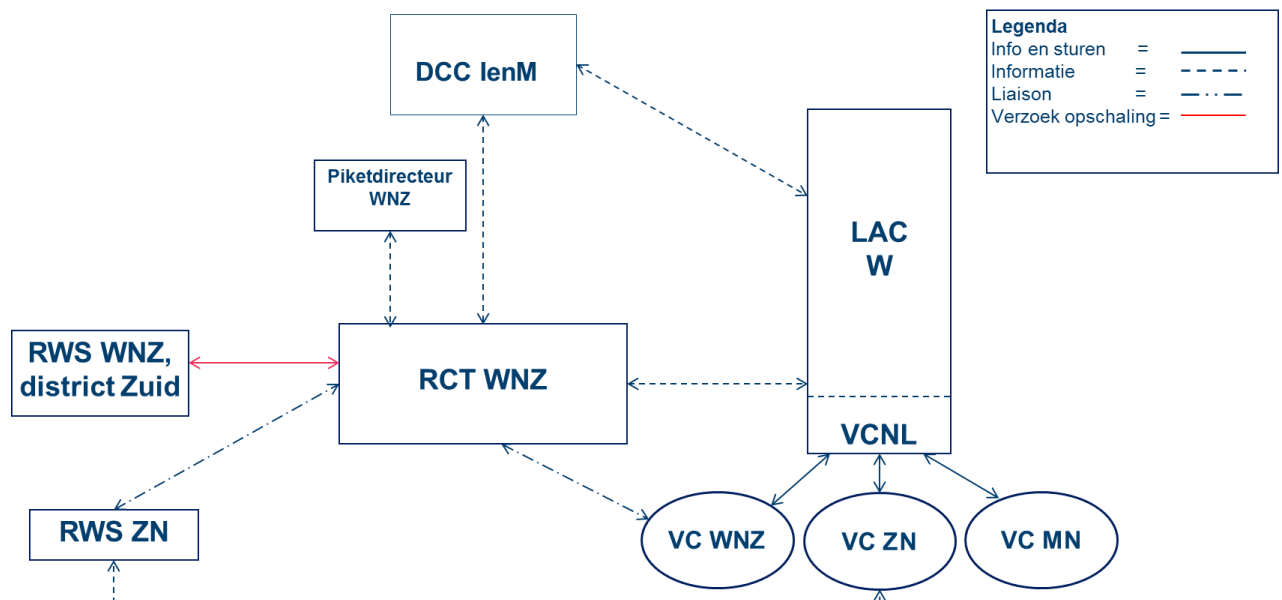 Legenda
Info en sturen =
Informatie =
Liaison =
Verzoek opschaling =
DCC IenM
Piketdirecteur
WNZ
LAC
W
RWS WNZ,
district Zuid
RCT WNZ
VCNL
RWS ZN
VC WNZ
VC ZN
VC MN